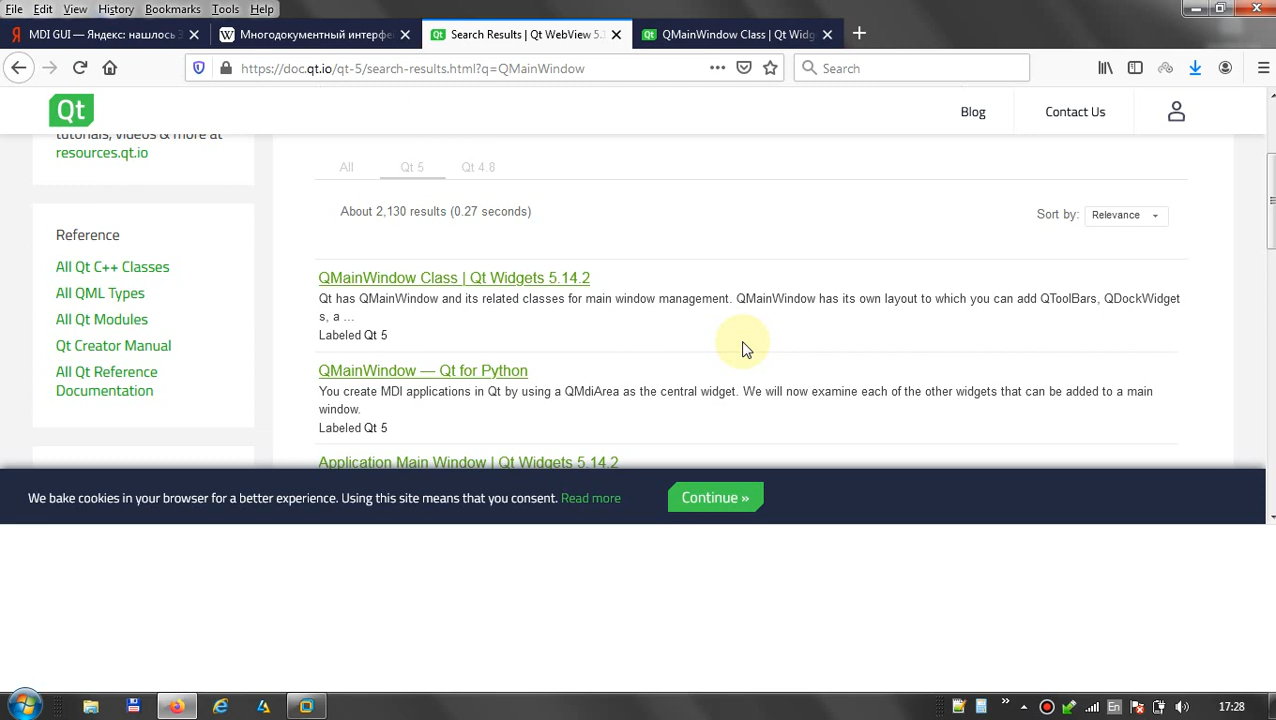 File Edit View History Bookmarks Tools Help
MDI GUI — Яндекс: нашлось
Многодокументный интерфе
Search Results | Qt WebView 5.1
QMainWindow Class | Qt Widg
https://doc.qt.io/qt-5/search-results.html?q=QMainWindow
Search
Qt
Blog
Contact Us
tutorials, videos & more at
resources.qt.io
Reference
All Qt C++ Classes
All QML Types
All Qt Modules
Qt Creator Manual
All Qt Reference
Documentation
All
Qt 5
Qt 4.8
About 2,130 results (0.27 seconds)
Sort by: Relevance
QMainWindow Class | Qt Widgets 5.14.2
Qt has QMainWindow and its related classes for main window management. QMainWindow has its own layout to which you can add QToolBars, QDockWidget
s, a ...
Labeled Qt 5
QMainWindow — Qt for Python
You create MDI applications in Qt by using a QMdiArea as the central widget. We will now examine each of the other widgets that can be added to a main
window.
Labeled Qt 5
Application Main Window | Qt Widgets 5.14.2
We bake cookies in your browser for a better experience. Using this site means that you consent. Read more
Continue »
En
17:28